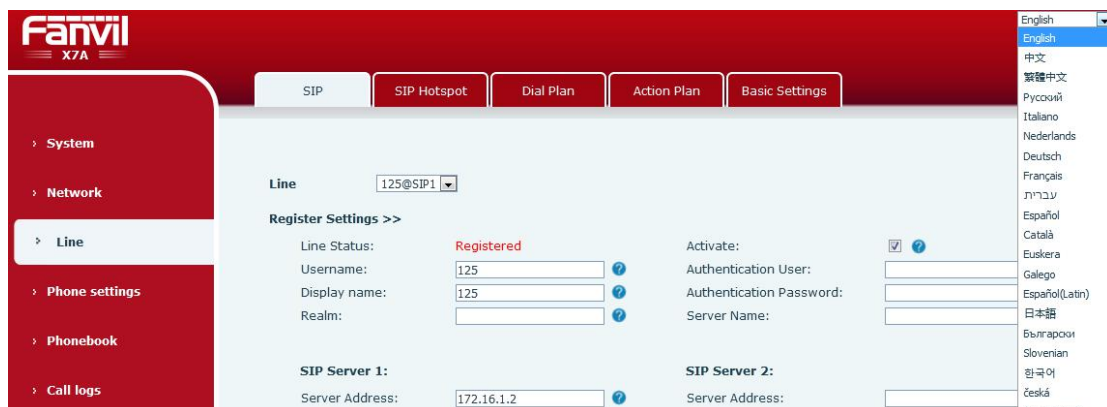 Fanvil
X7A
English
English
中文
繁體中文
Русский
Italiano
Nederlands
Deutsch
Français
עברית
Español
Català
Euskera
Galego
Español(Latin)
日本語
Български
Slovenian
한국어
česká
SIP
SIP Hotspot
Dial Plan
Action Plan
Basic Settings
› System
› Network
› Line
› Phone settings
› Phonebook
› Call logs
Line 125@SIP1
Register Settings >>
Line Status: Registered Activate: ?
Username: 125 ? Authentication User:
Display name: 125 ? Authentication Password:
Realm: ? Server Name:
SIP Server 1: SIP Server 2:
Server Address: 172.16.1.2 ? Server Address: